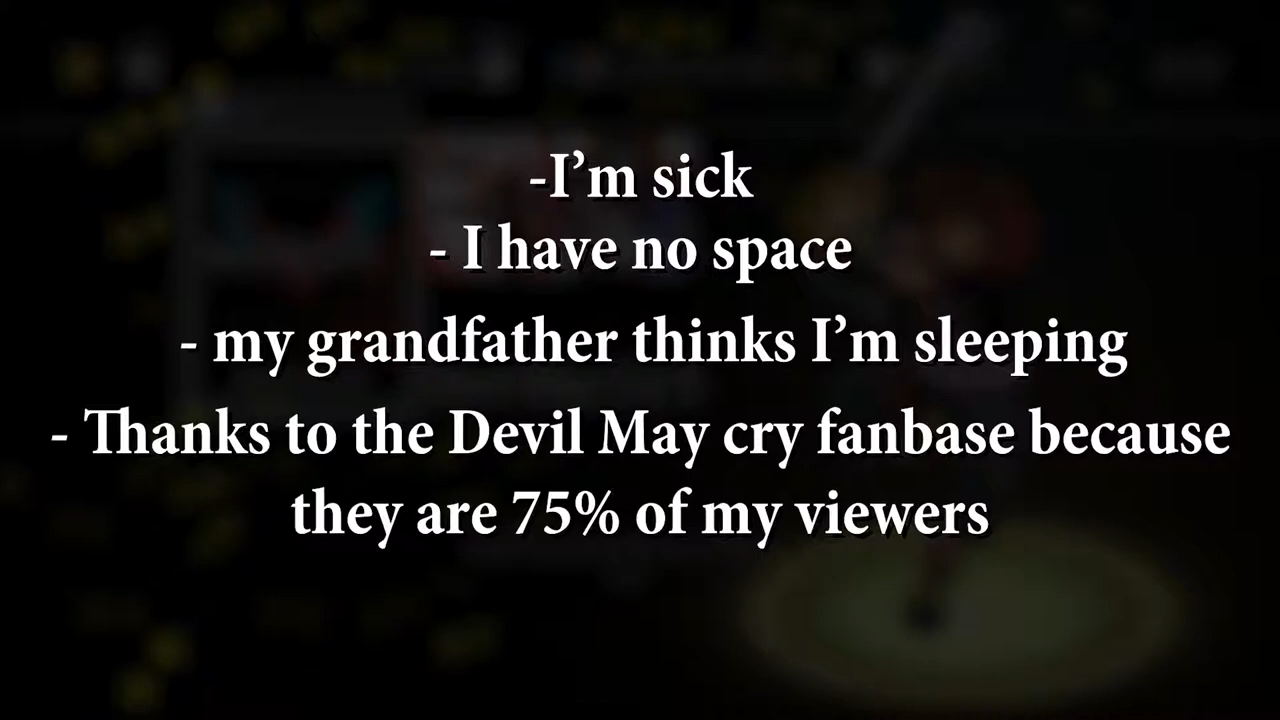 -I’m sick
- I have no space
- my grandfather thinks I’m sleeping
- Thanks to the Devil May cry fanbase because
they are 75% of my viewers